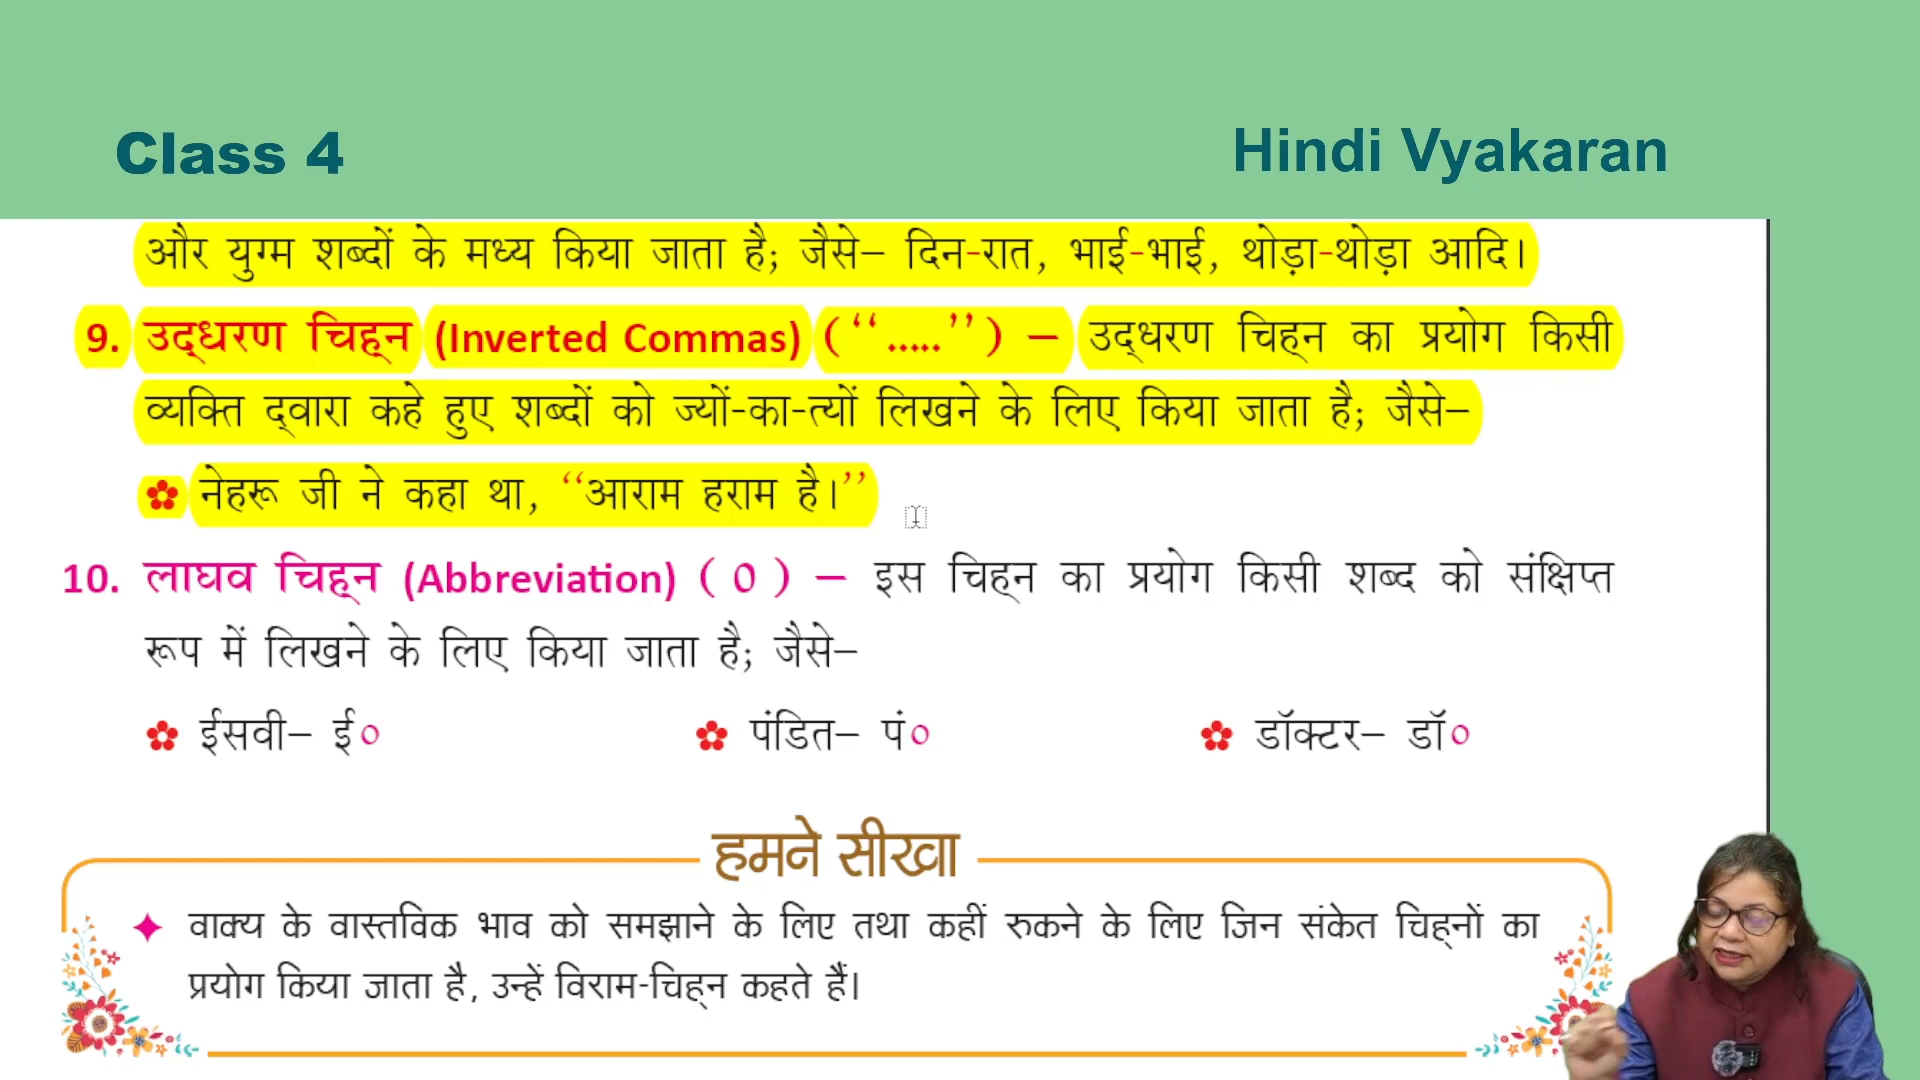 Class 4
Hindi Vyakaran
और युग्म शब्दों के मध्य किया जाता है; जैसे– दिन-रात, भाई-भाई, थोड़ा-थोड़ा आदि।
9. उद्‌धरण चिह्‌न (Inverted Commas) (‘‘.....’’) – उद्‌धरण चिह्‌न का प्रयोग किसी
व्यक्ति द्‌वारा कहे हुए शब्दों को ज्यों-का-त्यों लिखने के लिए किया जाता है; जैसे–
नेहरू जी ने कहा था, ‘‘आराम हराम है।’’
10. लाघव चिह्‌न (Abbreviation) ( 0 ) – इस चिह्‌न का प्रयोग किसी शब्द को संक्षिप्त
रूप में लिखने के लिए किया जाता है; जैसे–
ईसवी– ई० पंडित– पं० डॉक्टर– डॉ०
हमने सीखा
वाक्य के वास्तविक भाव को समझाने के लिए तथा कहीं रुकने के लिए जिन संकेत चिह्‌नों का
प्रयोग किया जाता है, उन्हें विराम-चिह्‌न कहते हैं।